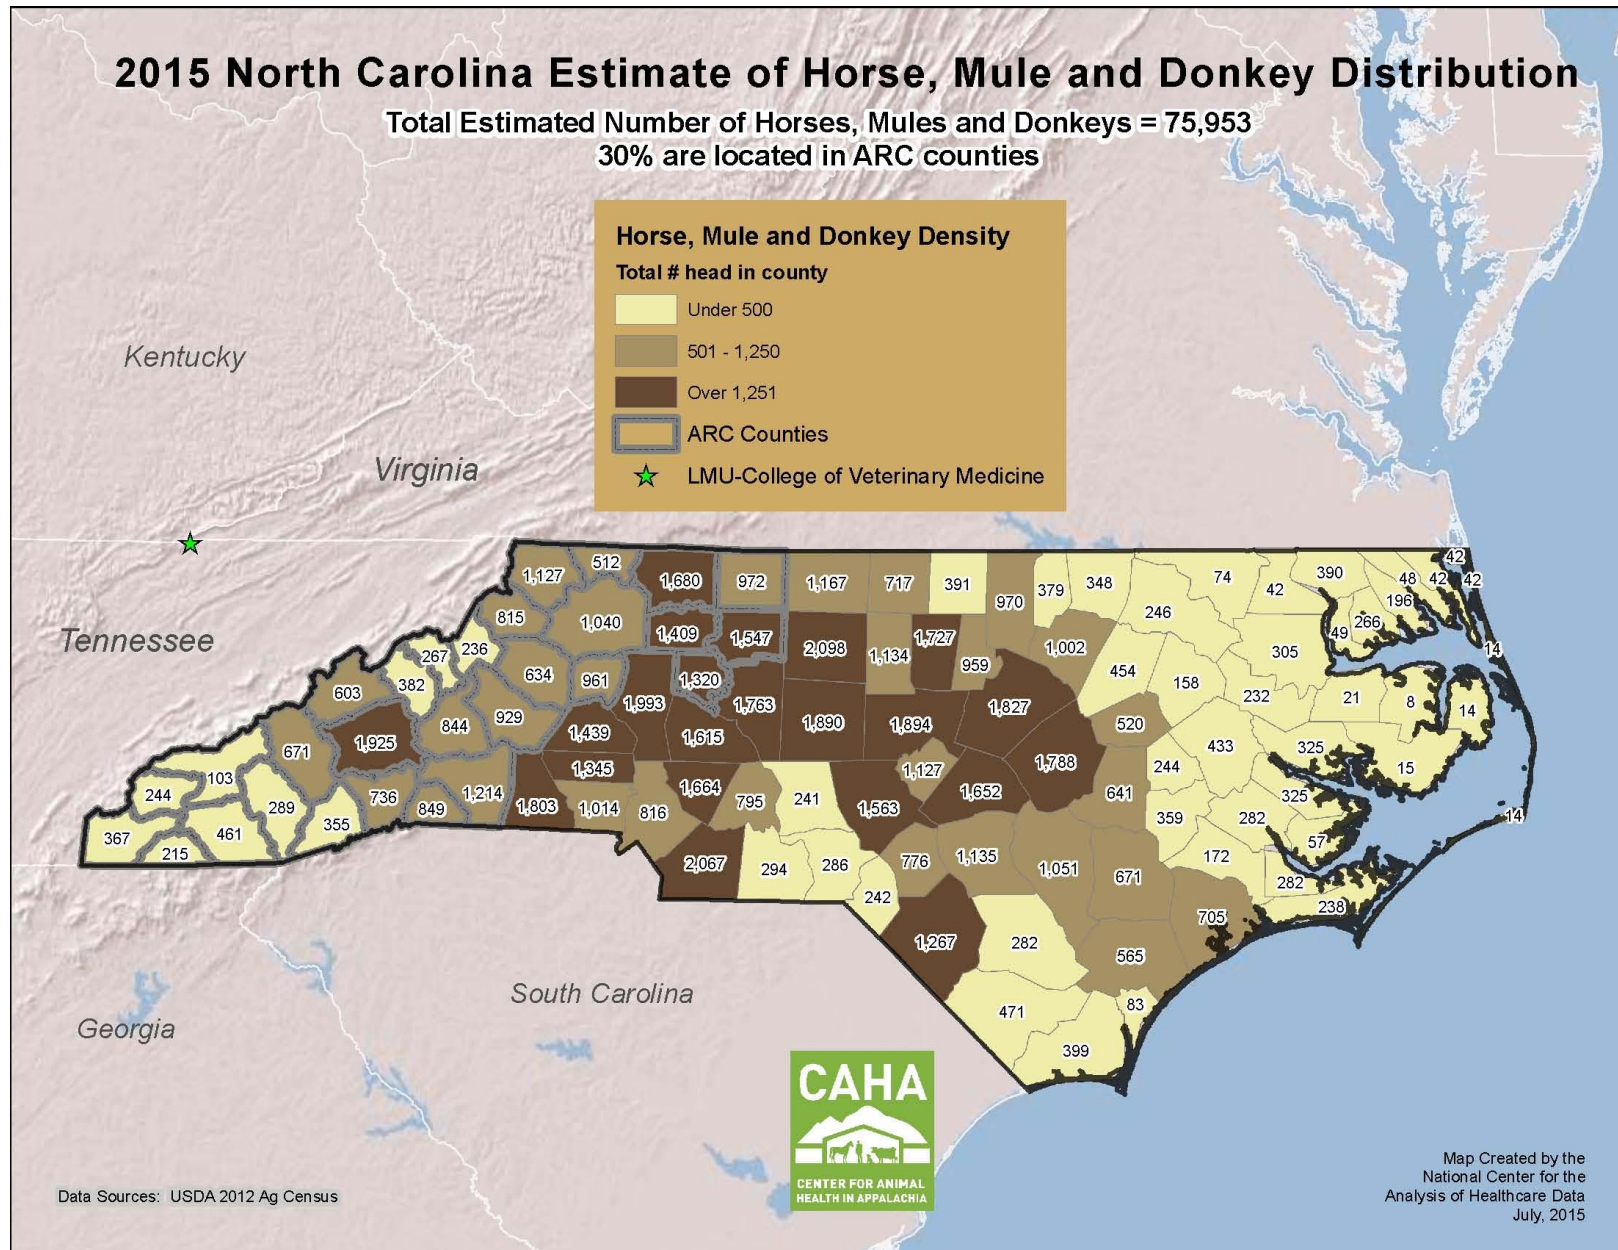 2015 North Carolina Estimate of Horse, Mule and Donkey Distribution
Total Estimated Number of Horses, Mules and Donkeys = 75,953
30% are located in ARC counties
Horse, Mule and Donkey Density
Total # head in county
Under 500
501 - 1,250
Over 1,251
ARC Counties
LMU-College of Veterinary Medicine
Kentucky
Virginia
Tennessee
1,127 512 1,680 972 1,167 717 391 970 379 348 74 42 390 48 42 42 42
815 1,040 1,409 1,547 2,098 1,134 1,727 959 1,002 246 305 49 266 196 14
603 382 267 236 634 961 1,993 1,320 1,763 454 158 232 21 8 14
671 1,925 844 929 1,439 1,615 1,890 1,894 1,827 520 433 325 15
244 103 289 736 849 1,214 1,803 1,345 1,014 816 1,664 795 241 1,563 1,127 1,652 1,788 641 244 359 282 325 57 14
367 215 461 355 2,067 294 286 242 776 1,135 1,051 671 172 282 238
1,267 282 565 705
471 83
399
South Carolina
Georgia
CAHA
CENTER FOR ANIMAL
HEALTH IN APPALACHIA
Data Sources: USDA 2012 Ag Census
Map Created by the
National Center for the
Analysis of Healthcare Data
July, 2015